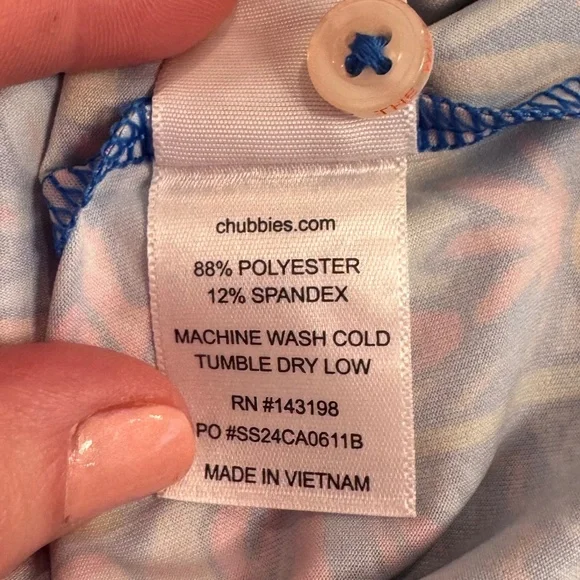 THE
chubbies.com
88% POLYESTER
12% SPANDEX
MACHINE WASH COLD
TUMBLE DRY LOW
RN #143198
PO #SS24CA0611B
MADE IN VIETNAM